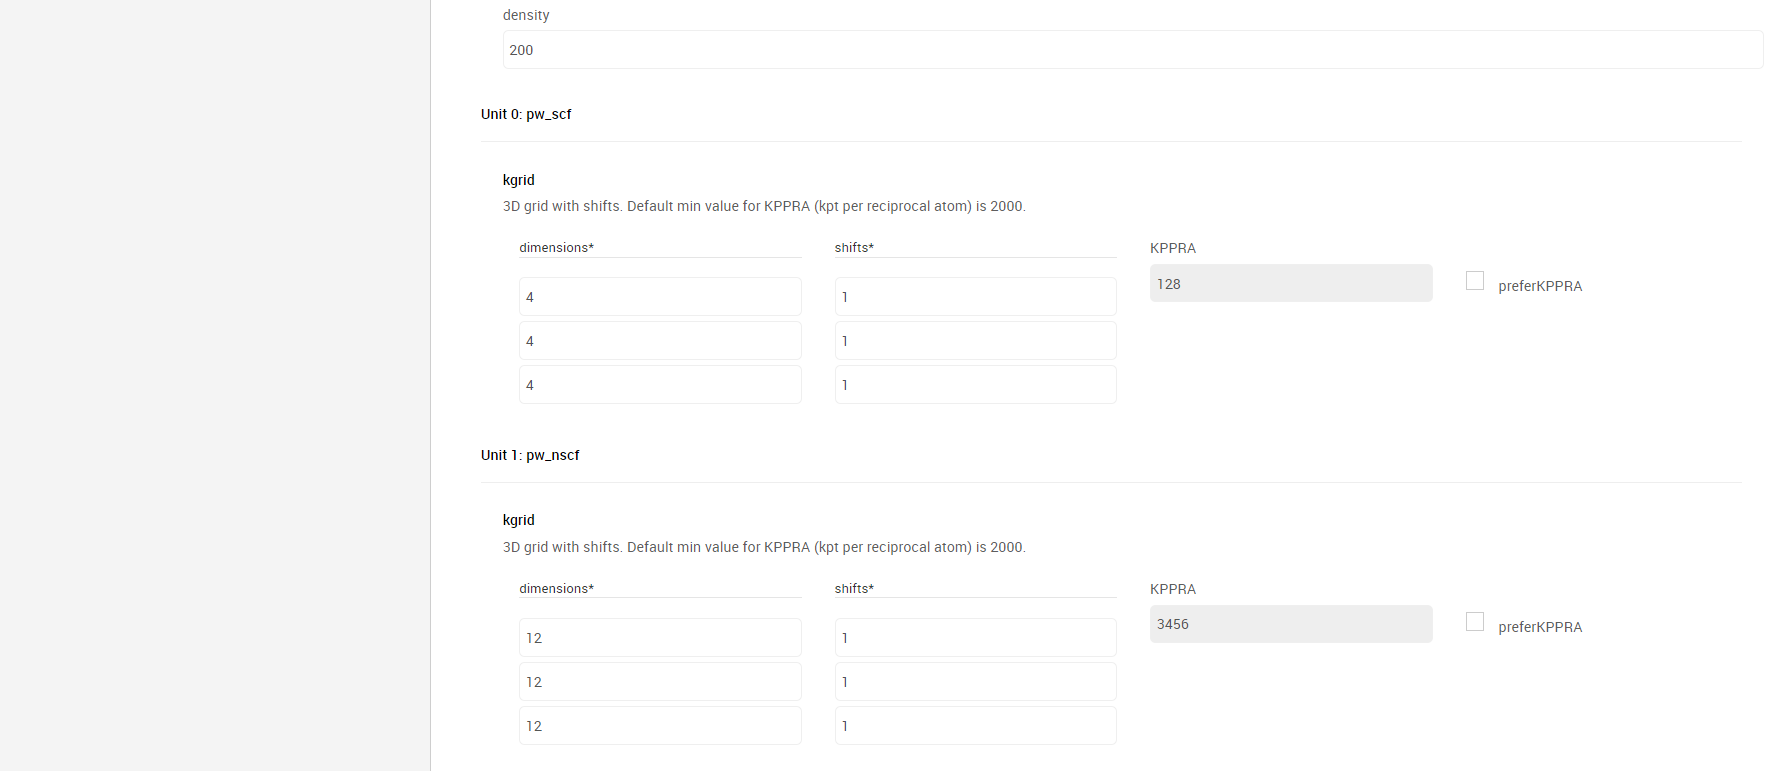 density
200
Unit 0: pw_scf
kgrid
3D grid with shifts. Default min value for KPPRA (kpt per reciprocal atom) is 2000.
dimensions* shifts* KPPRA
4 1 128 preferKPPRA
4 1
4 1
Unit 1: pw_nscf
kgrid
3D grid with shifts. Default min value for KPPRA (kpt per reciprocal atom) is 2000.
dimensions* shifts* KPPRA
12 1 3456 preferKPPRA
12 1
12 1